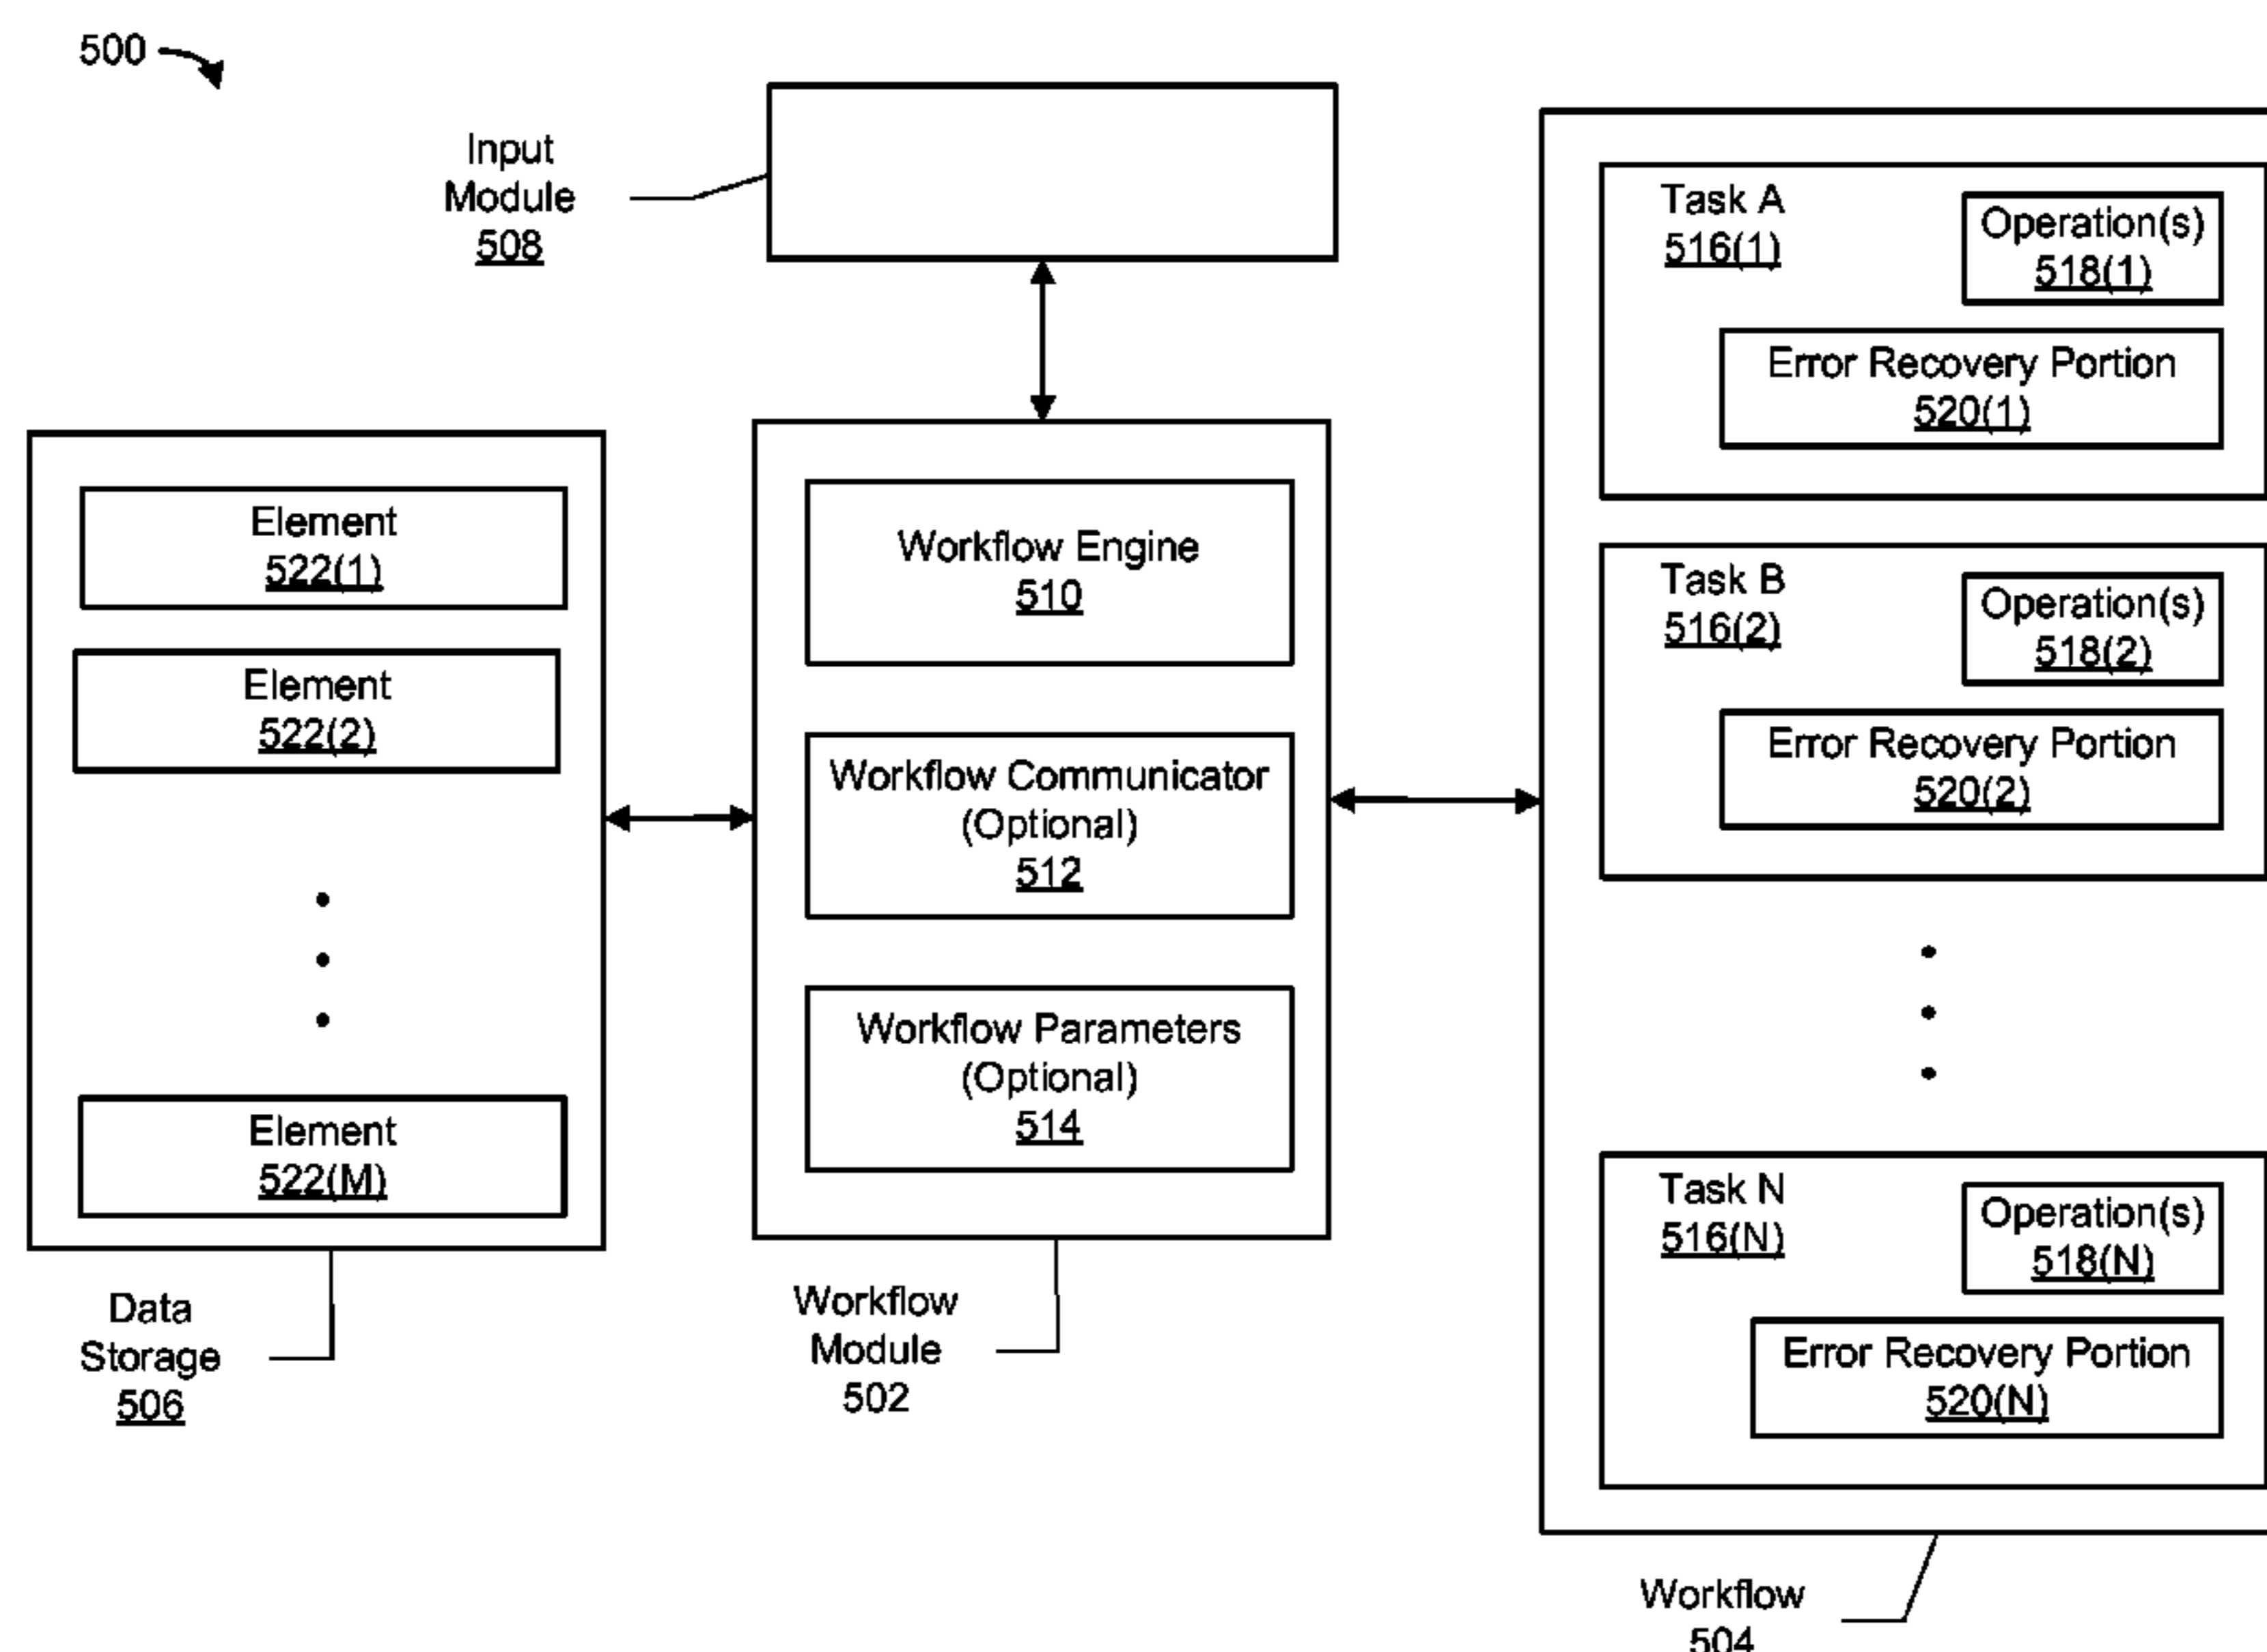 500
Input
Module
508
Element
522(1)
Element
522(2)
Element
522(M)
Data
Storage
506
Workflow Engine
510
Workflow Communicator
(Optional)
512
Workflow Parameters
(Optional)
514
Workflow
Module
502
Task A
516(1)
Operation(s)
518(1)
Error Recovery Portion
520(1)
Task B
516(2)
Operation(s)
518(2)
Error Recovery Portion
520(2)
Task N
516(N)
Operation(s)
518(N)
Error Recovery Portion
520(N)
Workflow
504